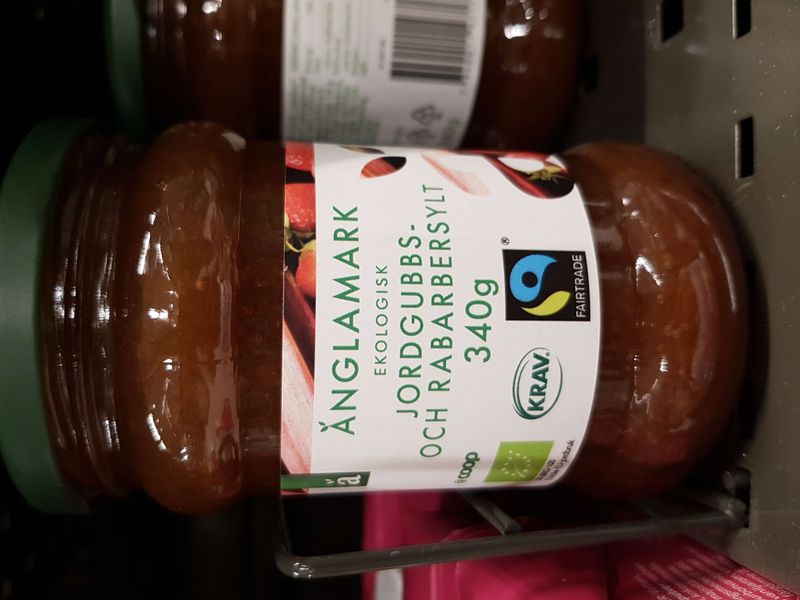 ÄNGLAMARK
EKOLOGISK
JORDGUBBS-
OCH RABARBERSYLT
340g
ä
coop
KRAV®
®
FAIRTRADE